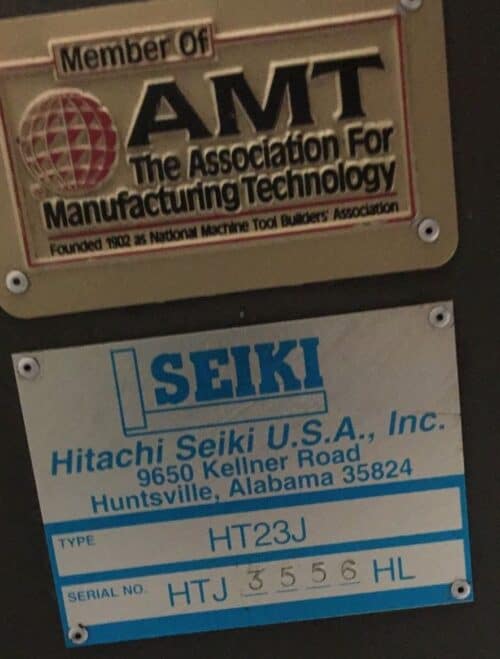 Member Of
AMT
The Association For
Manufacturing Technology
Founded 1902 as National Machine Tool Builders' Association
SEIKI
Hitachi Seiki U.S.A., Inc.
9650 Kellner Road
Huntsville, Alabama 35824
TYPE HT23J
SERIAL NO. HTJ 3556 HL